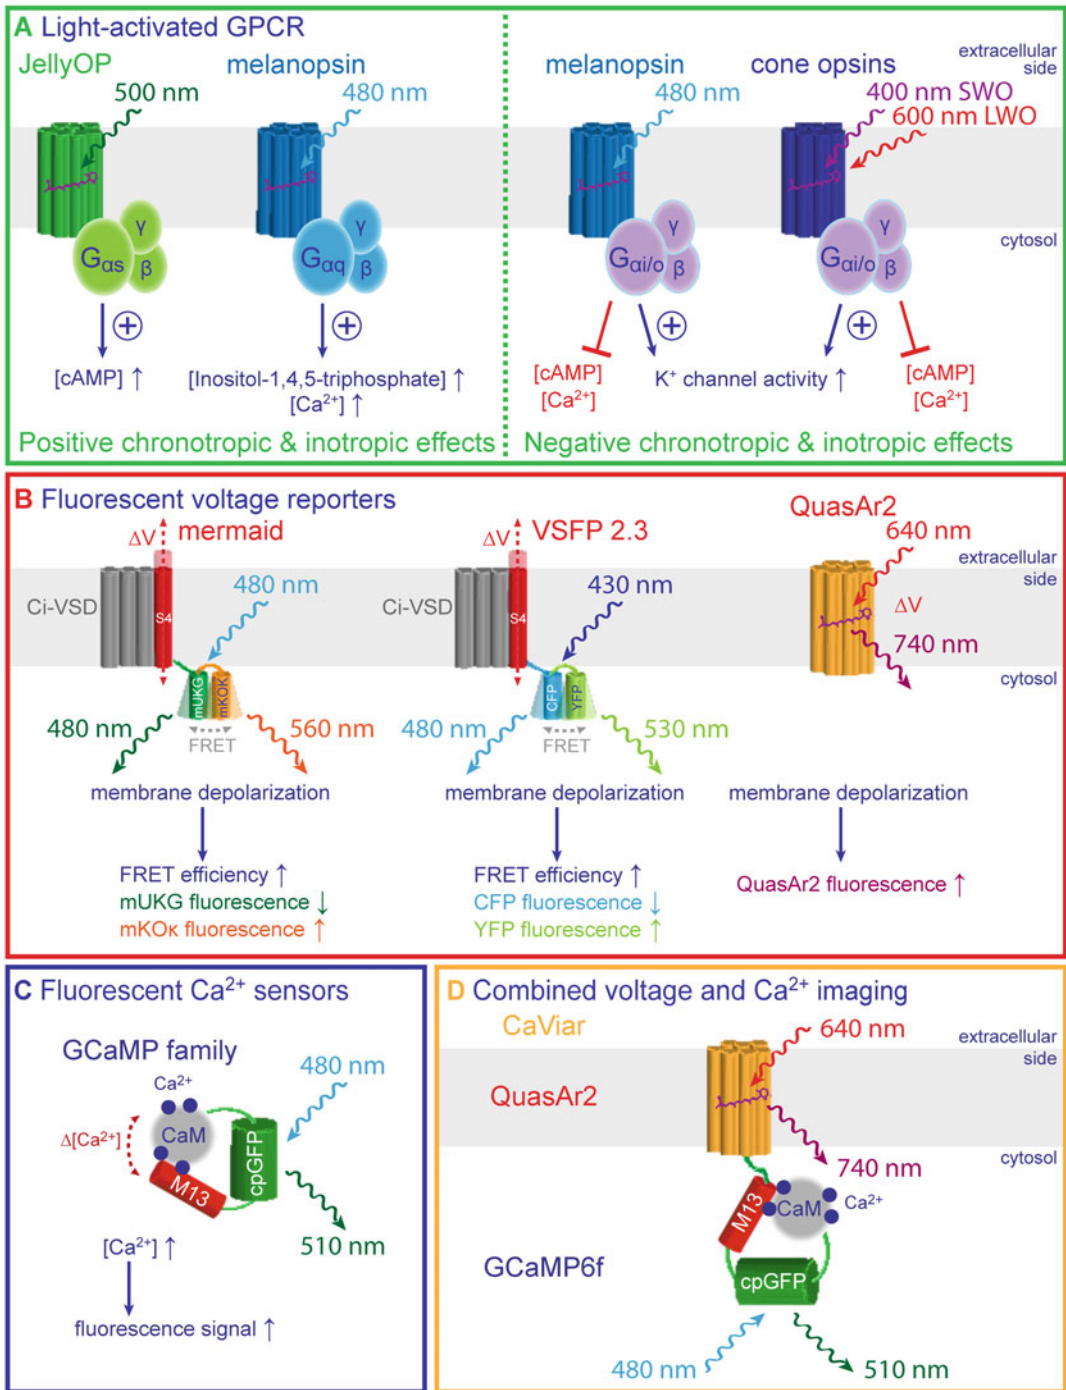 A Light-activated GPCR
JellyOP
melanopsin
melanopsin
cone opsins
extracellular
side
500 nm
480 nm
480 nm
400 nm SWO
600 nm LWO
cytosol
Gαs
γ
β
Gαq
γ
β
Gαi/o
γ
β
Gαi/o
γ
β
+
+
+
+
[cAMP] ↑
[Inositol-1,4,5-triphosphate] ↑
[Ca²⁺] ↑
[cAMP]
[Ca²⁺]
K⁺ channel activity ↑
[cAMP]
[Ca²⁺]
Positive chronotropic & inotropic effects
Negative chronotropic & inotropic effects
B Fluorescent voltage reporters
ΔV
mermaid
Ci-VSD
S4
480 nm
mUKG
mKOK
480 nm
560 nm
FRET
membrane depolarization
FRET efficiency ↑
mUKG fluorescence ↓
mKOκ fluorescence ↑
ΔV
VSFP 2.3
Ci-VSD
S4
430 nm
CFP
YFP
480 nm
530 nm
FRET
membrane depolarization
FRET efficiency ↑
CFP fluorescence ↓
YFP fluorescence ↑
QuasAr2
640 nm
extracellular
side
ΔV
740 nm
cytosol
membrane depolarization
QuasAr2 fluorescence ↑
C Fluorescent Ca²⁺ sensors
GCaMP family
480 nm
Ca²⁺
Δ[Ca²⁺]
CaM
M13
cpGFP
510 nm
[Ca²⁺] ↑
fluorescence signal ↑
D Combined voltage and Ca²⁺ imaging
CaViar
640 nm
extracellular
side
QuasAr2
740 nm
cytosol
M13
CaM
Ca²⁺
GCaMP6f
cpGFP
480 nm
510 nm